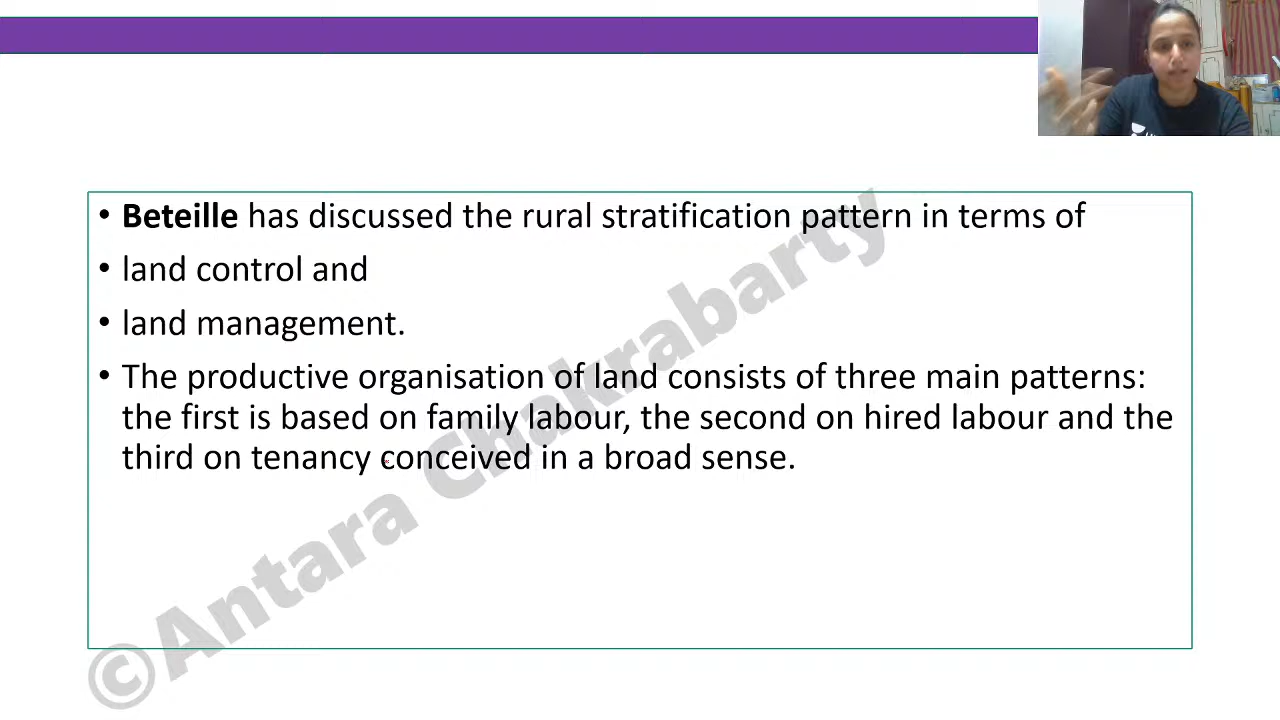 • Beteille has discussed the rural stratification pattern in terms of
• land control and
• land management.
• The productive organisation of land consists of three main patterns:
the first is based on family labour, the second on hired labour and the
third on tenancy conceived in a broad sense.
©Antara Chakrabarty